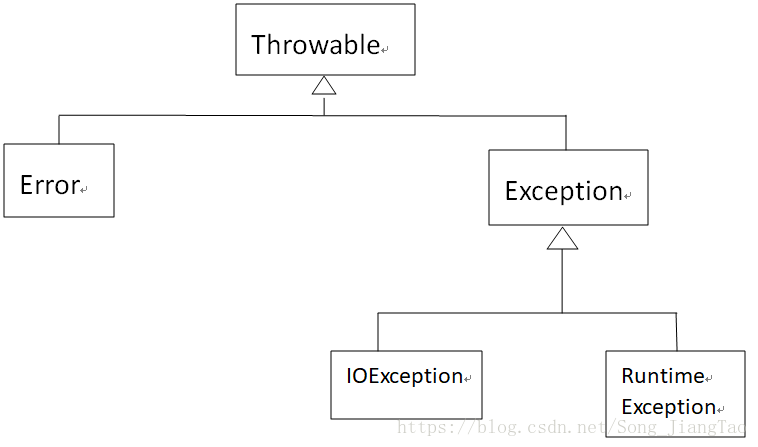 Throwable
Error
Exception
IOException
Runtime
Exception
https://blog.csdn.net/Song_JiangTao